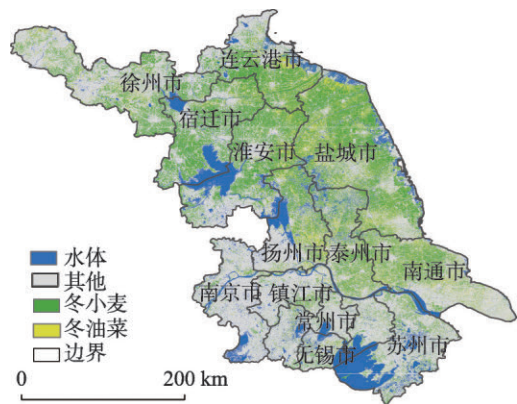 连云港市
徐州市
宿迁市
淮安市
盐城市
扬州市
泰州市
南通市
南京市
镇江市
常州市
无锡市
苏州市
水体
其他
冬小麦
冬油菜
边界
0
200 km